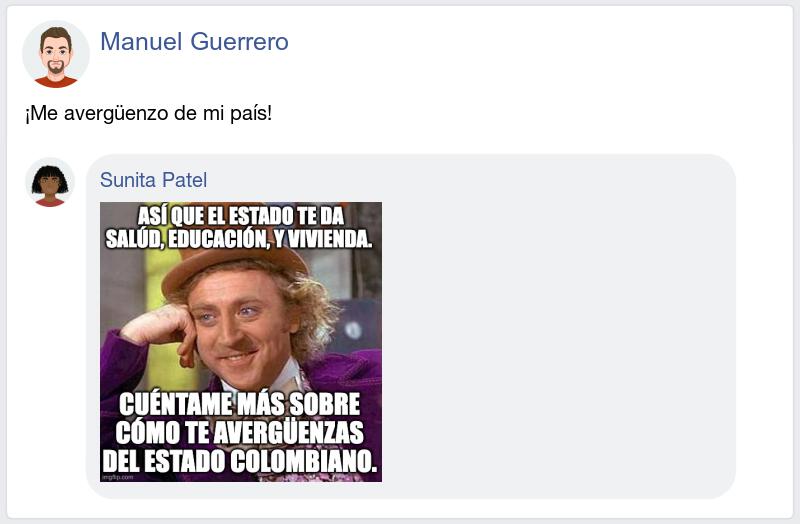 Manuel Guerrero
¡Me avergüenzo de mi país!
Sunita Patel
ASÍ QUE EL ESTADO TE DA
SALÚD, EDUCACIÓN, Y VIVIENDA.
CUÉNTAME MÁS SOBRE
CÓMO TE AVERGÜENZAS
DEL ESTADO COLOMBIANO.
imgflip.com